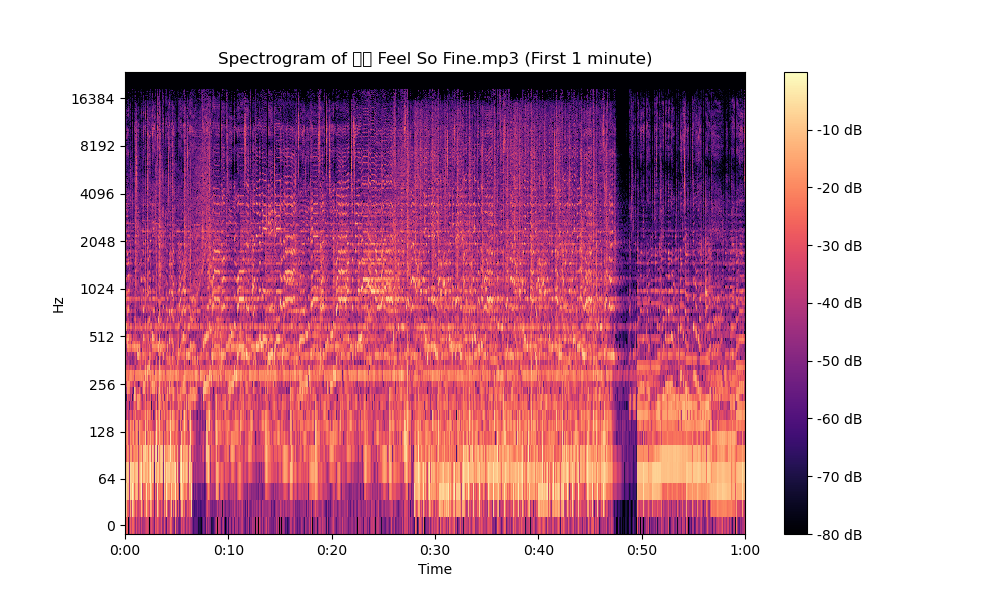 Spectrogram of 􏿮􏿮 Feel So Fine.mp3 (First 1 minute)
16384
8192
4096
2048
1024
512
256
128
64
0
Hz
0:00 0:10 0:20 0:30 0:40 0:50 1:00
Time
-10 dB
-20 dB
-30 dB
-40 dB
-50 dB
-60 dB
-70 dB
-80 dB